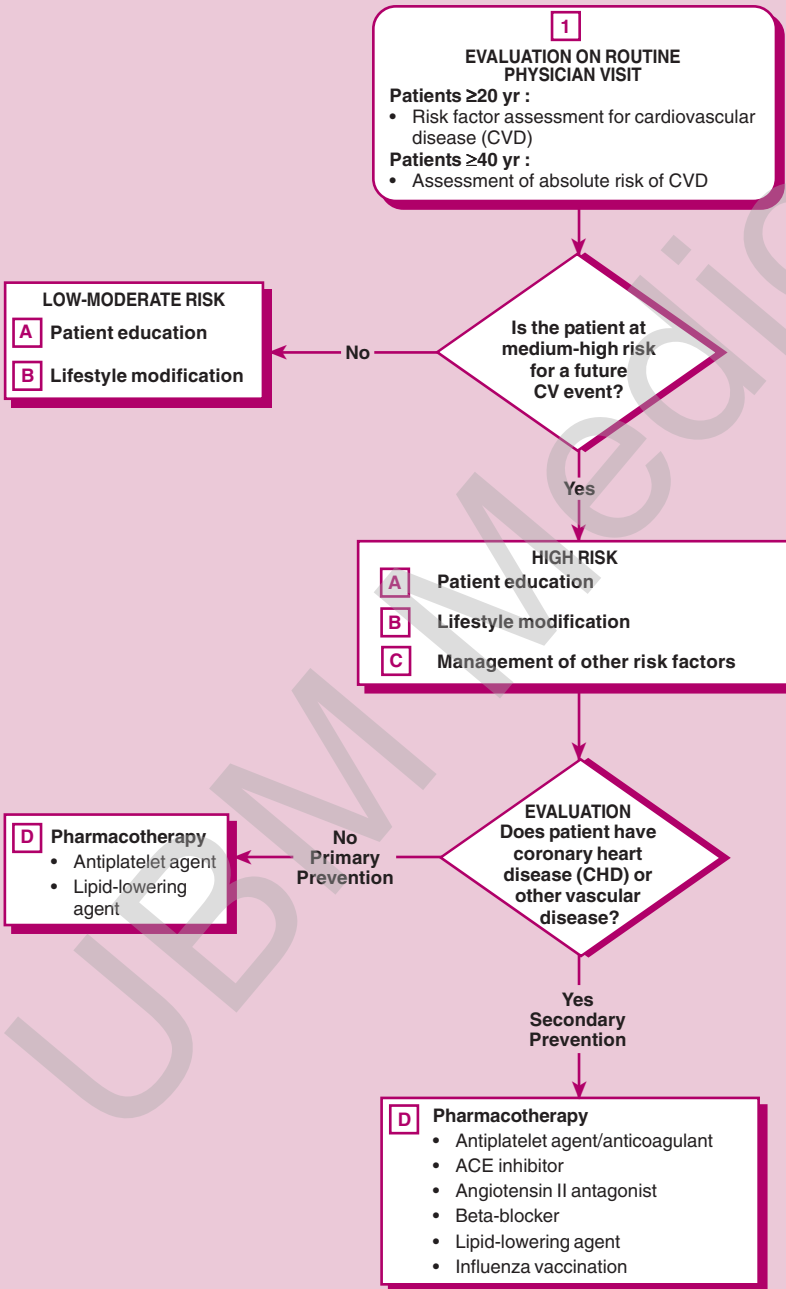 1
EVALUATION ON ROUTINE
PHYSICIAN VISIT
Patients ≥20 yr :
• Risk factor assessment for cardiovascular
disease (CVD)
Patients ≥40 yr :
• Assessment of absolute risk of CVD
Is the patient at
medium-high risk
for a future
CV event?
No
LOW-MODERATE RISK
A Patient education
B Lifestyle modification
Yes
HIGH RISK
A Patient education
B Lifestyle modification
C Management of other risk factors
EVALUATION
Does patient have
coronary heart
disease (CHD) or
other vascular
disease?
No
Primary
Prevention
D Pharmacotherapy
• Antiplatelet agent
• Lipid-lowering
agent
Yes
Secondary
Prevention
D Pharmacotherapy
• Antiplatelet agent/anticoagulant
• ACE inhibitor
• Angiotensin II antagonist
• Beta-blocker
• Lipid-lowering agent
• Influenza vaccination
UBM Medic